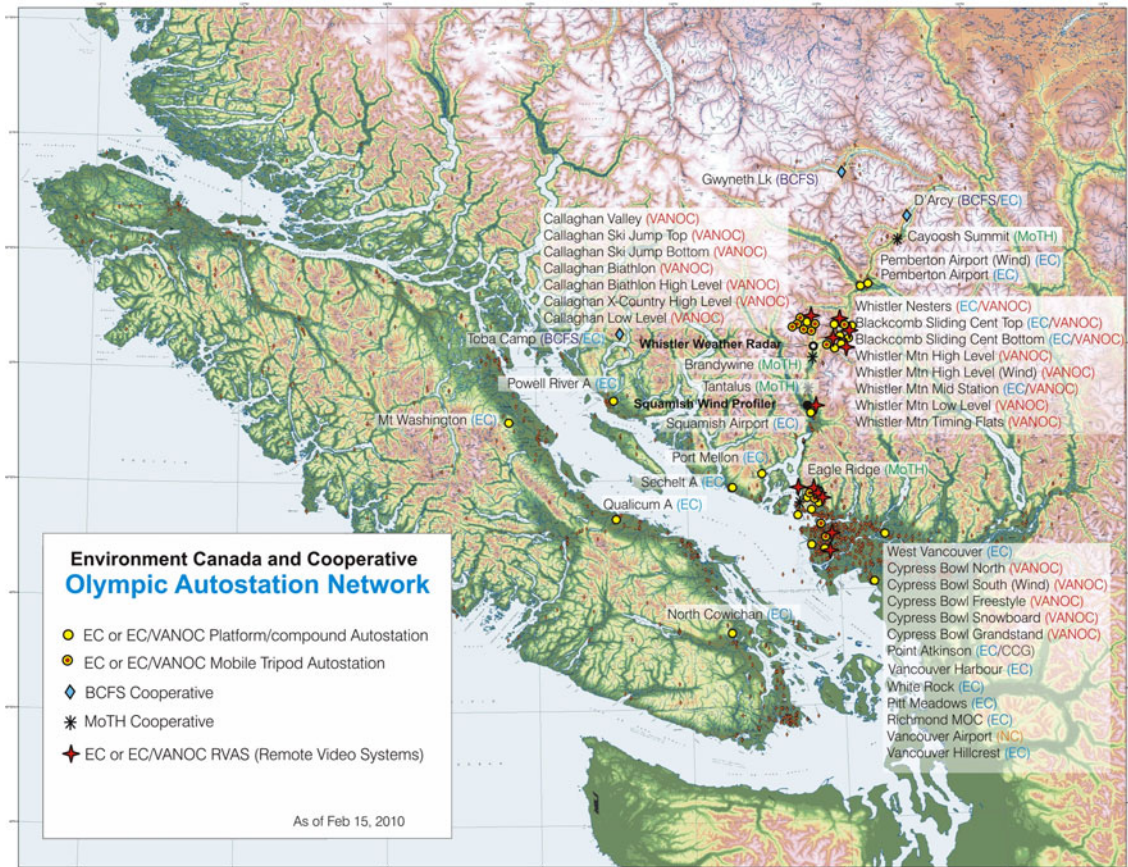 Gwyneth Lk (BCFS)
D'Arcy (BCFS/EC)
Cayoosh Summit (MoTH)
Pemberton Airport (Wind) (EC)
Pemberton Airport (EC)
Callaghan Valley (VANOC)
Callaghan Ski Jump Top (VANOC)
Callaghan Ski Jump Bottom (VANOC)
Callaghan Biathlon (VANOC)
Callaghan Biathlon High Level (VANOC)
Callaghan X-Country High Level (VANOC)
Callaghan Low Level (VANOC)
Toba Camp (BCFS/EC)
Whistler Weather Radar
Brandywine (MoTH)
Powell River A (EC)
Tantalus (MoTH)
Squamish Wind Profiler
Mt Washington (EC)
Squamish Airport (EC)
Whistler Nesters (EC/VANOC)
Blackcomb Sliding Cent Top (EC/VANOC)
Blackcomb Sliding Cent Bottom (EC/VANOC)
Whistler Mtn High Level (VANOC)
Whistler Mtn High Level (Wind) (VANOC)
Whistler Mtn Mid Station (EC/VANOC)
Whistler Mtn Low Level (VANOC)
Whistler Mtn Timing Flats (VANOC)
Port Mellon (EC)
Eagle Ridge (MoTH)
Sechelt A (EC)
Qualicum A (EC)
North Cowichan (EC)
West Vancouver (EC)
Cypress Bowl North (VANOC)
Cypress Bowl South (Wind) (VANOC)
Cypress Bowl Freestyle (VANOC)
Cypress Bowl Snowboard (VANOC)
Cypress Bowl Grandstand (VANOC)
Point Atkinson (EC/CCG)
Vancouver Harbour (EC)
White Rock (EC)
Pitt Meadows (EC)
Richmond MOC (EC)
Vancouver Airport (NC)
Vancouver Hillcrest (EC)
Environment Canada and Cooperative
Olympic Autostation Network
EC or EC/VANOC Platform/compound Autostation
EC or EC/VANOC Mobile Tripod Autostation
BCFS Cooperative
MoTH Cooperative
EC or EC/VANOC RVAS (Remote Video Systems)
As of Feb 15, 2010